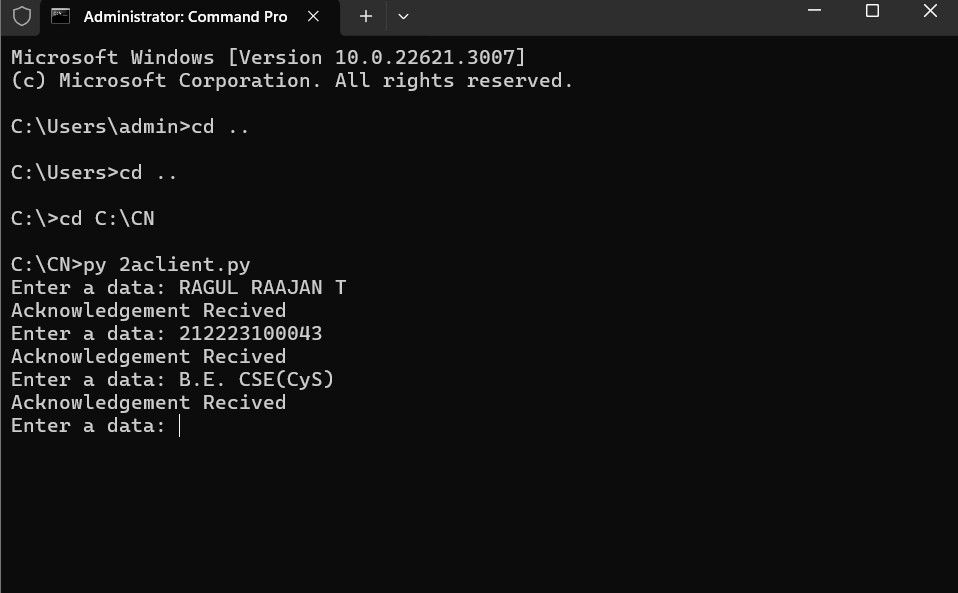 Administrator: Command Pro
Microsoft Windows [Version 10.0.22621.3007]
(c) Microsoft Corporation. All rights reserved.
C:\Users\admin>cd ..
C:\Users>cd ..
C:\>cd C:\CN
C:\CN>py 2aclient.py
Enter a data: RAGUL RAAJAN T
Acknowledgement Recived
Enter a data: 212223100043
Acknowledgement Recived
Enter a data: B.E. CSE(CyS)
Acknowledgement Recived
Enter a data: